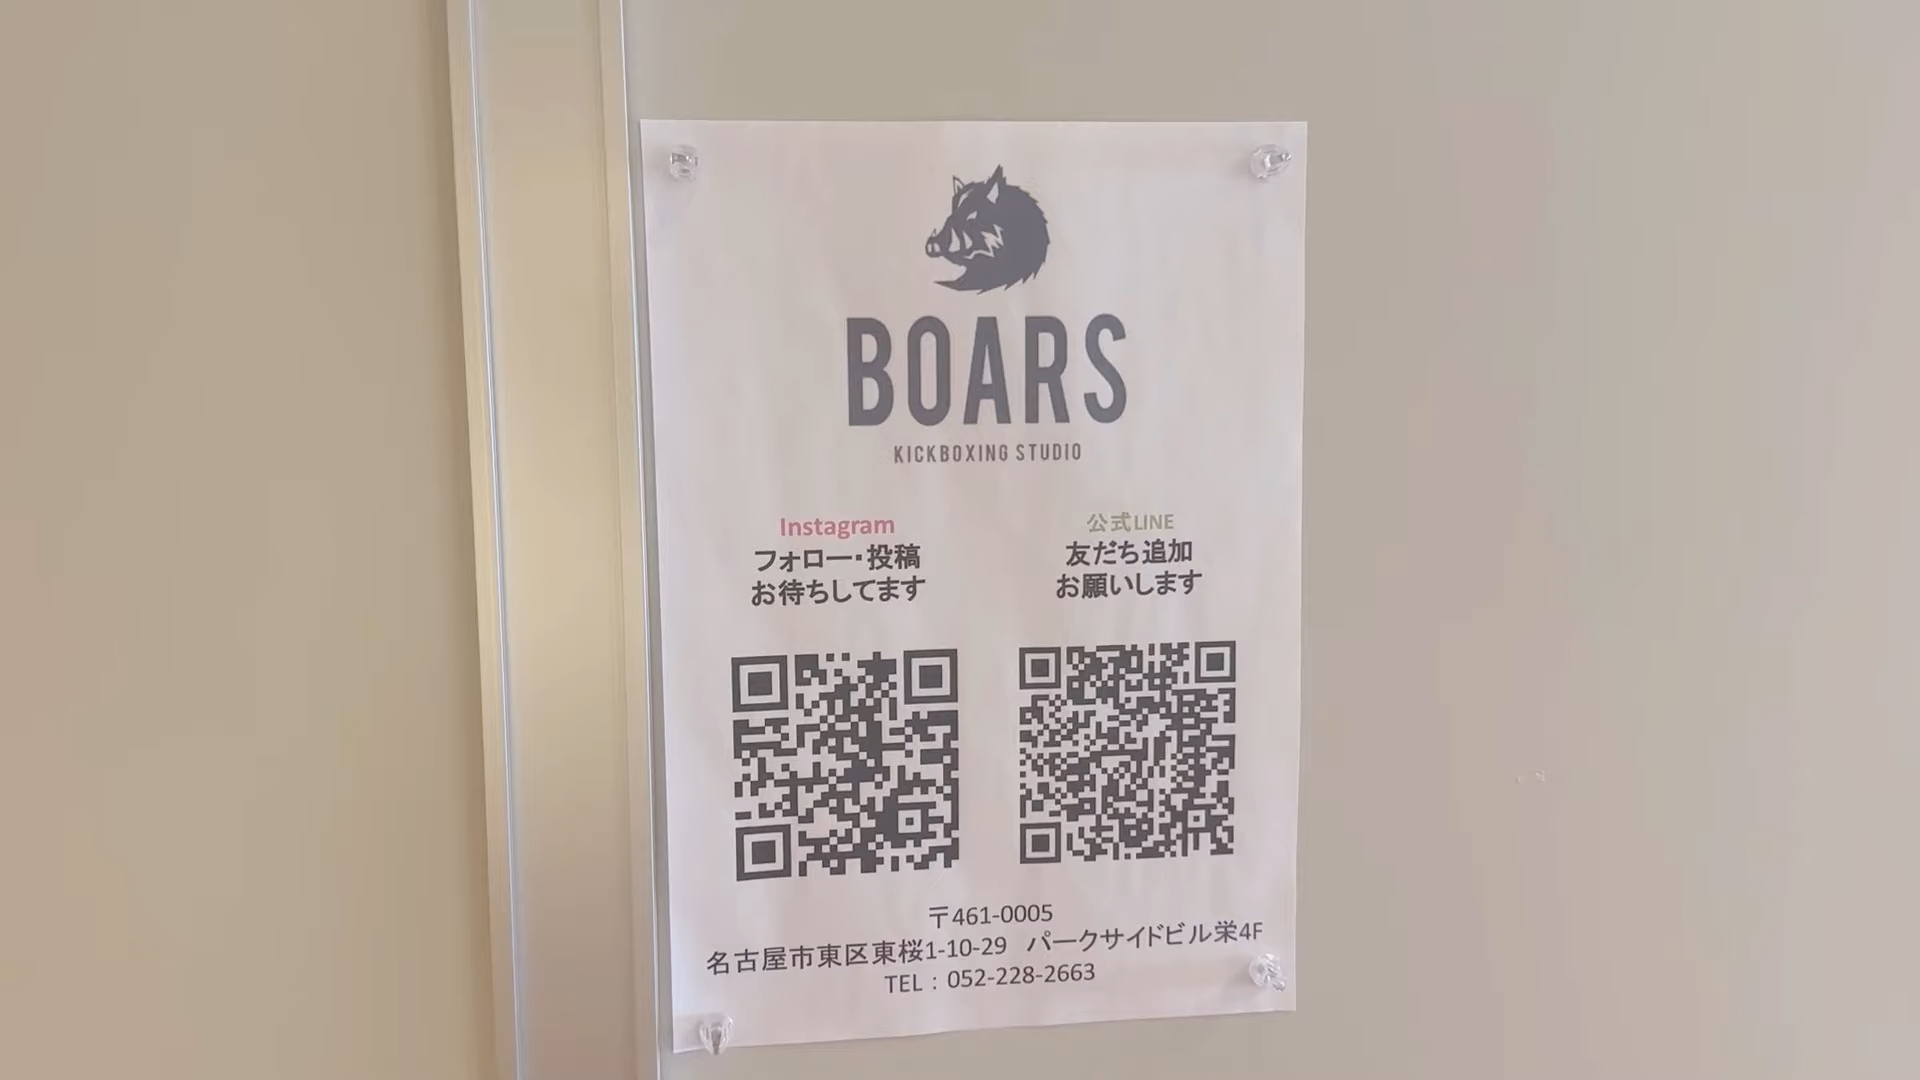 BOARS
KICKBOXING STUDIO
Instagram
フォロー・投稿
お待ちしてます
公式LINE
友だち追加
お願いします
〒461-0005
名古屋市東区東桜1-10-29 パークサイドビル栄4F
TEL：052-228-2663